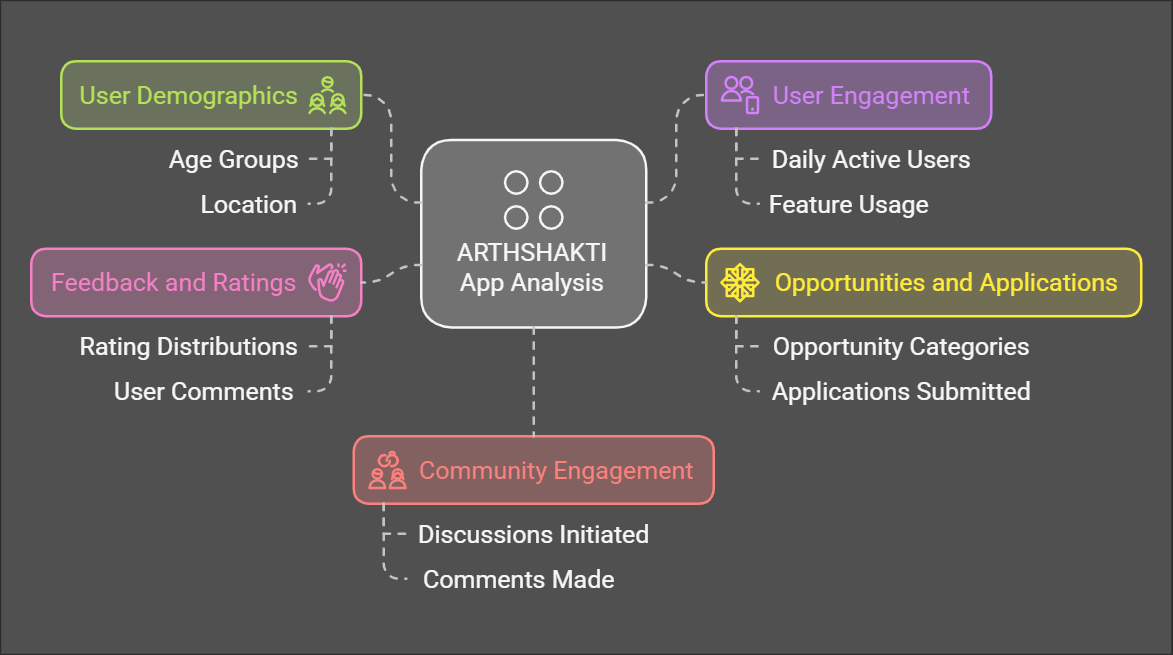 User Demographics
Age Groups
Location
Feedback and Ratings
Rating Distributions
User Comments
ARTHSHAKTI
App Analysis
User Engagement
Daily Active Users
Feature Usage
Opportunities and Applications
Opportunity Categories
Applications Submitted
Community Engagement
Discussions Initiated
Comments Made